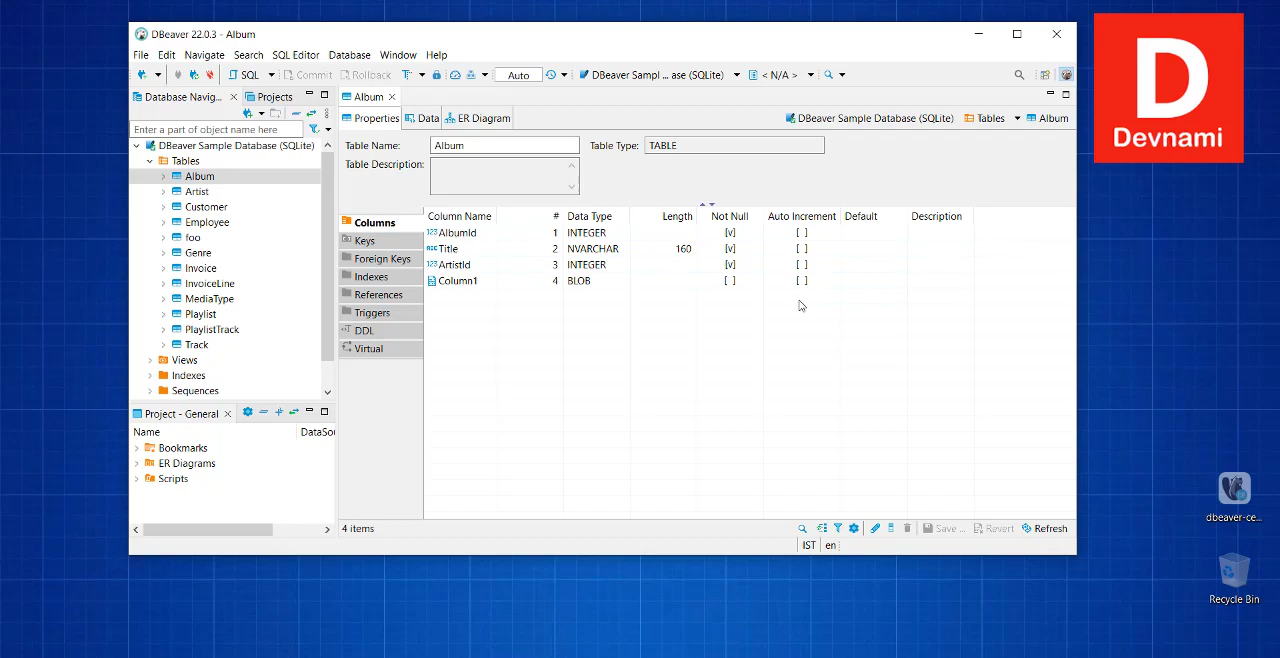 DBeaver 22.0.3 - Album
File Edit Navigate Search SQL Editor Database Window Help
SQL Commit Rollback Auto DBeaver Sampl ... ase (SQLite) < N/A >
Database Navig... Projects
Enter a part of object name here
DBeaver Sample Database (SQLite)
Tables
Album
Artist
Customer
Employee
foo
Genre
Invoice
InvoiceLine
MediaType
Playlist
PlaylistTrack
Track
Views
Indexes
Sequences
Project - General
Name DataSou
Bookmarks
ER Diagrams
Scripts
Album
Properties Data ER Diagram DBeaver Sample Database (SQLite) Tables Album
Table Name: Album Table Type: TABLE
Table Description:
Columns
Keys
Foreign Keys
Indexes
References
Triggers
DDL
Virtual
Column Name # Data Type Length Not Null Auto Increment Default Description
123 AlbumId 1 INTEGER [v] [ ]
ABC Title 2 NVARCHAR 160 [v] [ ]
123 ArtistId 3 INTEGER [v] [ ]
Column1 4 BLOB [ ] [ ]
4 items Save ... Revert Refresh
IST en
D
Devnami
dbeaver-ce...
Recycle Bin